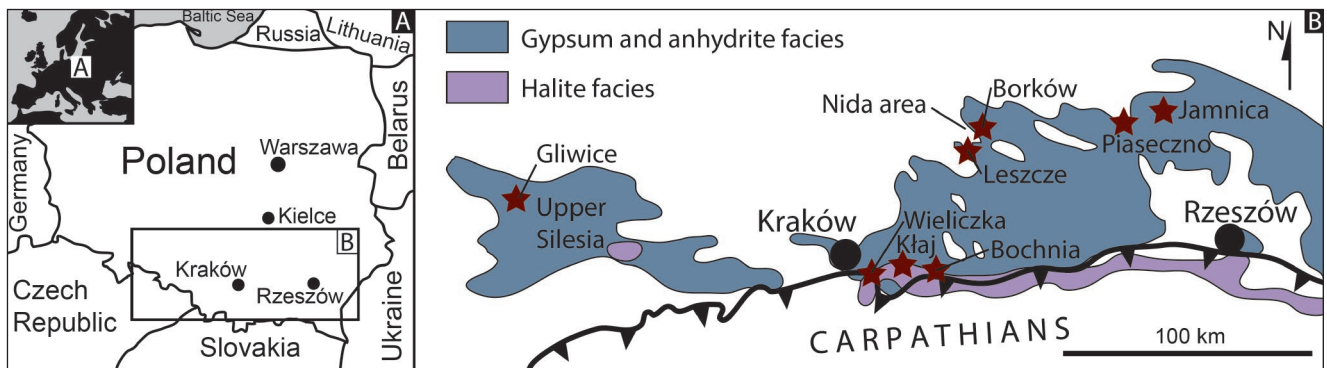 Baltic Sea
Russia
Lithuania
A
A
Germany
Poland
Warszawa
Belarus
Kielce
B
Kraków
Rzeszów
Czech
Republic
Slovakia
Ukraine
B
Gypsum and anhydrite facies
Halite facies
N
Nida area
Borków
Jamnica
Piaseczno
Leszcze
Gliwice
Upper
Silesia
Kraków
Wieliczka
Kłaj
Bochnia
Rzeszów
CARPATHIANS
100 km